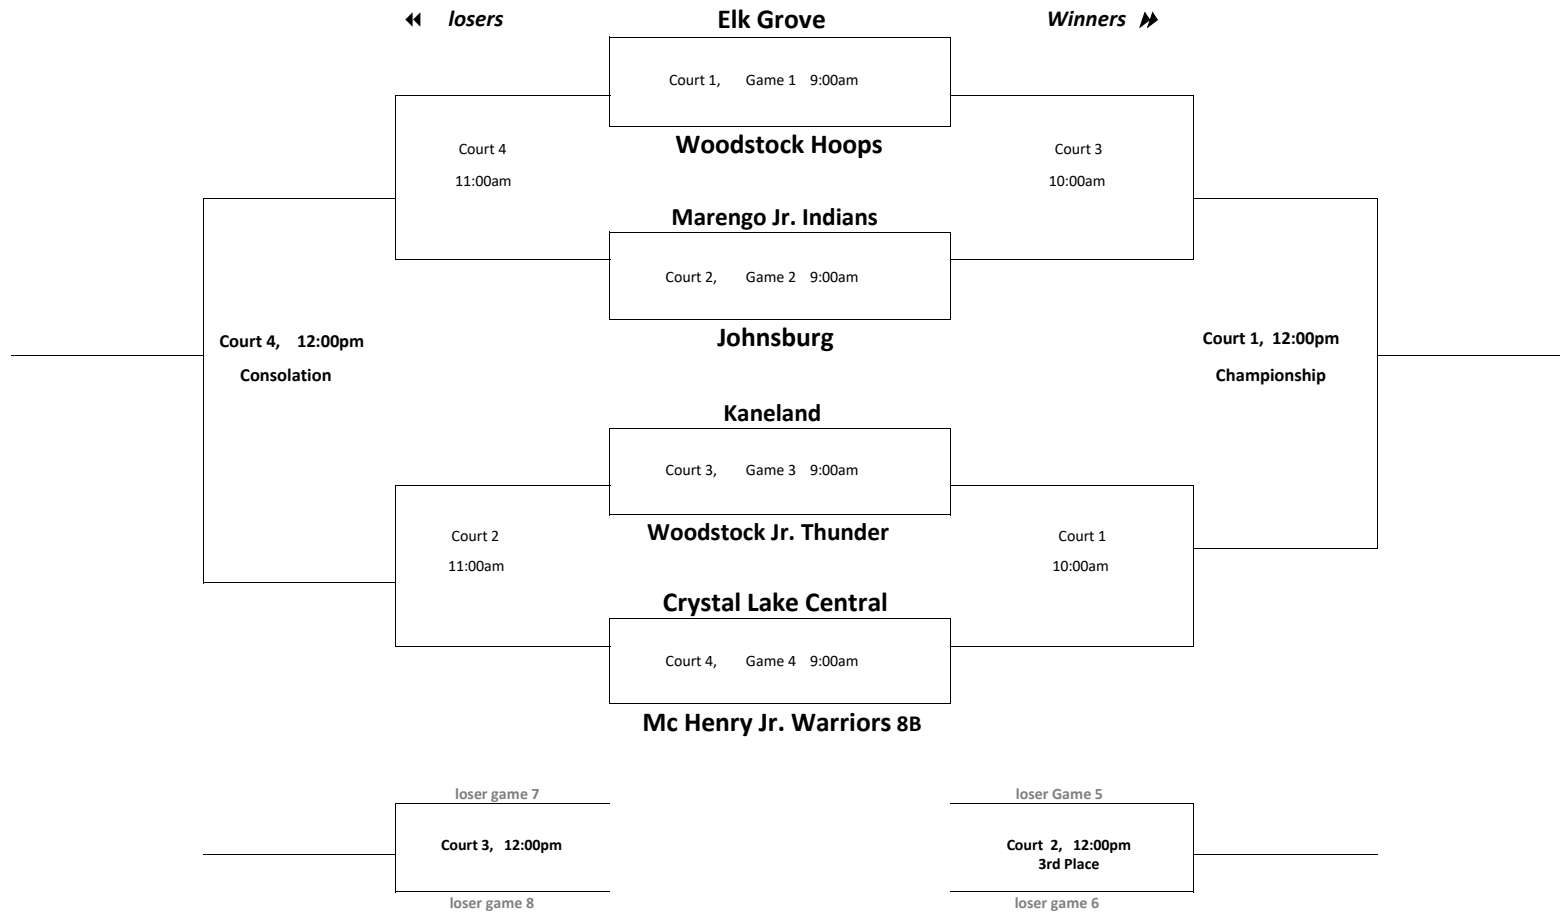 losers Elk Grove Winners
Court 1, Game 1 9:00am
Woodstock Hoops
Court 4 Court 3
11:00am 10:00am
Marengo Jr. Indians
Court 2, Game 2 9:00am
Johnsburg
Court 4, 12:00pm Court 1, 12:00pm
Consolation Championship
Kaneland
Court 3, Game 3 9:00am
Woodstock Jr. Thunder
Court 2 Court 1
11:00am 10:00am
Crystal Lake Central
Court 4, Game 4 9:00am
Mc Henry Jr. Warriors 8B
loser game 7 loser Game 5
Court 3, 12:00pm Court 2, 12:00pm
3rd Place
loser game 8 loser game 6